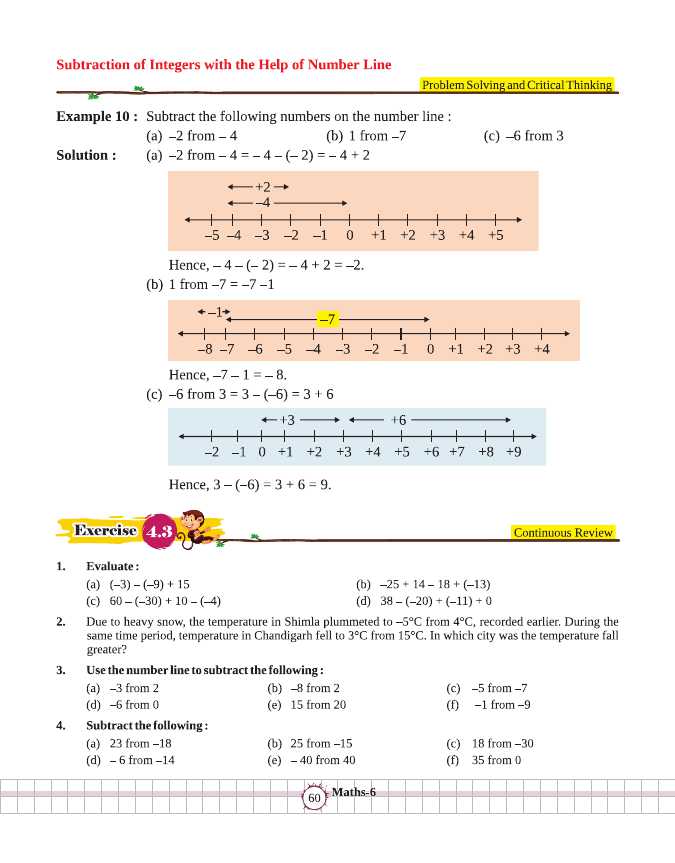 Subtraction of Integers with the Help of Number Line
Problem Solving and Critical Thinking
Example 10 : Subtract the following numbers on the number line :
(a) –2 from – 4 (b) 1 from –7 (c) –6 from 3
Solution : (a) –2 from – 4 = – 4 – (– 2) = – 4 + 2
+2
–4
–5 –4 –3 –2 –1 0 +1 +2 +3 +4 +5
Hence, – 4 – (– 2) = – 4 + 2 = –2.
(b) 1 from –7 = –7 –1
–1
–7
–8 –7 –6 –5 –4 –3 –2 –1 0 +1 +2 +3 +4
Hence, –7 – 1 = – 8.
(c) –6 from 3 = 3 – (–6) = 3 + 6
+3 +6
–2 –1 0 +1 +2 +3 +4 +5 +6 +7 +8 +9
Hence, 3 – (–6) = 3 + 6 = 9.
Exercise 4.3
Continuous Review
1. Evaluate :
(a) (–3) – (–9) + 15 (b) –25 + 14 – 18 + (–13)
(c) 60 – (–30) + 10 – (–4) (d) 38 – (–20) + (–11) + 0
2. Due to heavy snow, the temperature in Shimla plummeted to –5°C from 4°C, recorded earlier. During the
same time period, temperature in Chandigarh fell to 3°C from 15°C. In which city was the temperature fall
greater?
3. Use the number line to subtract the following :
(a) –3 from 2 (b) –8 from 2 (c) –5 from –7
(d) –6 from 0 (e) 15 from 20 (f) –1 from –9
4. Subtract the following :
(a) 23 from –18 (b) 25 from –15 (c) 18 from –30
(d) – 6 from –14 (e) – 40 from 40 (f) 35 from 0
60 Maths-6